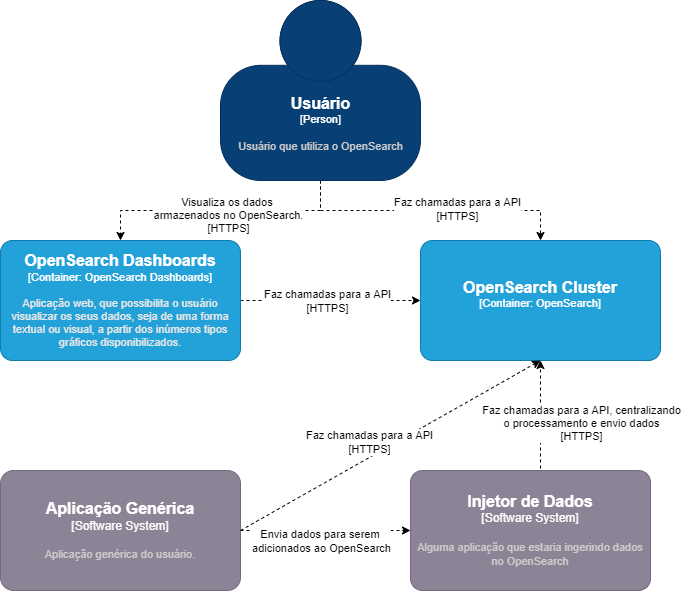 Usuário
[Person]
Usuário que utiliza o OpenSearch
Visualiza os dados
armazenados no OpenSearch.
[HTTPS]
Faz chamadas para a API
[HTTPS]
OpenSearch Dashboards
[Container: OpenSearch Dashboards]
Aplicação web, que possibilita o usuário
visualizar os seus dados, seja de uma forma
textual ou visual, a partir dos inúmeros tipos
gráficos disponibilizados.
Faz chamadas para a API
[HTTPS]
OpenSearch Cluster
[Container: OpenSearch]
Faz chamadas para a API
[HTTPS]
Faz chamadas para a API, centralizando
o processamento e envio dados
[HTTPS]
Aplicação Genérica
[Software System]
Aplicação genérica do usuário.
Envia dados para serem
adicionados ao OpenSearch
Injetor de Dados
[Software System]
Alguma aplicação que estaria ingerindo dados
no OpenSearch